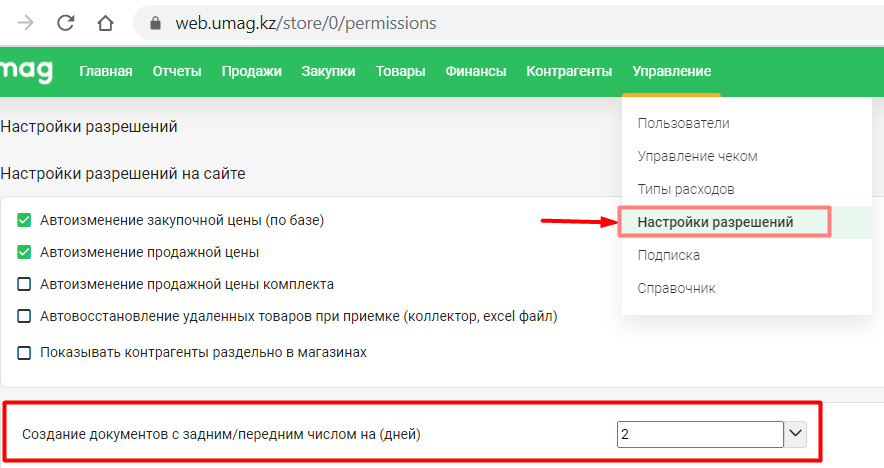 web.umag.kz/store/0/permissions
mag Главная Отчеты Продажи Закупки Товары Финансы Контрагенты Управление
Пользователи
Управление чеком
Типы расходов
Настройки разрешений
Подписка
Справочник
Настройки разрешений
Настройки разрешений на сайте
Автоизменение закупочной цены (по базе)
Автоизменение продажной цены
Автоизменение продажной цены комплекта
Автовосстановление удаленных товаров при приемке (коллектор, excel файл)
Показывать контрагенты раздельно в магазинах
Создание документов с задним/передним числом на (дней) 2